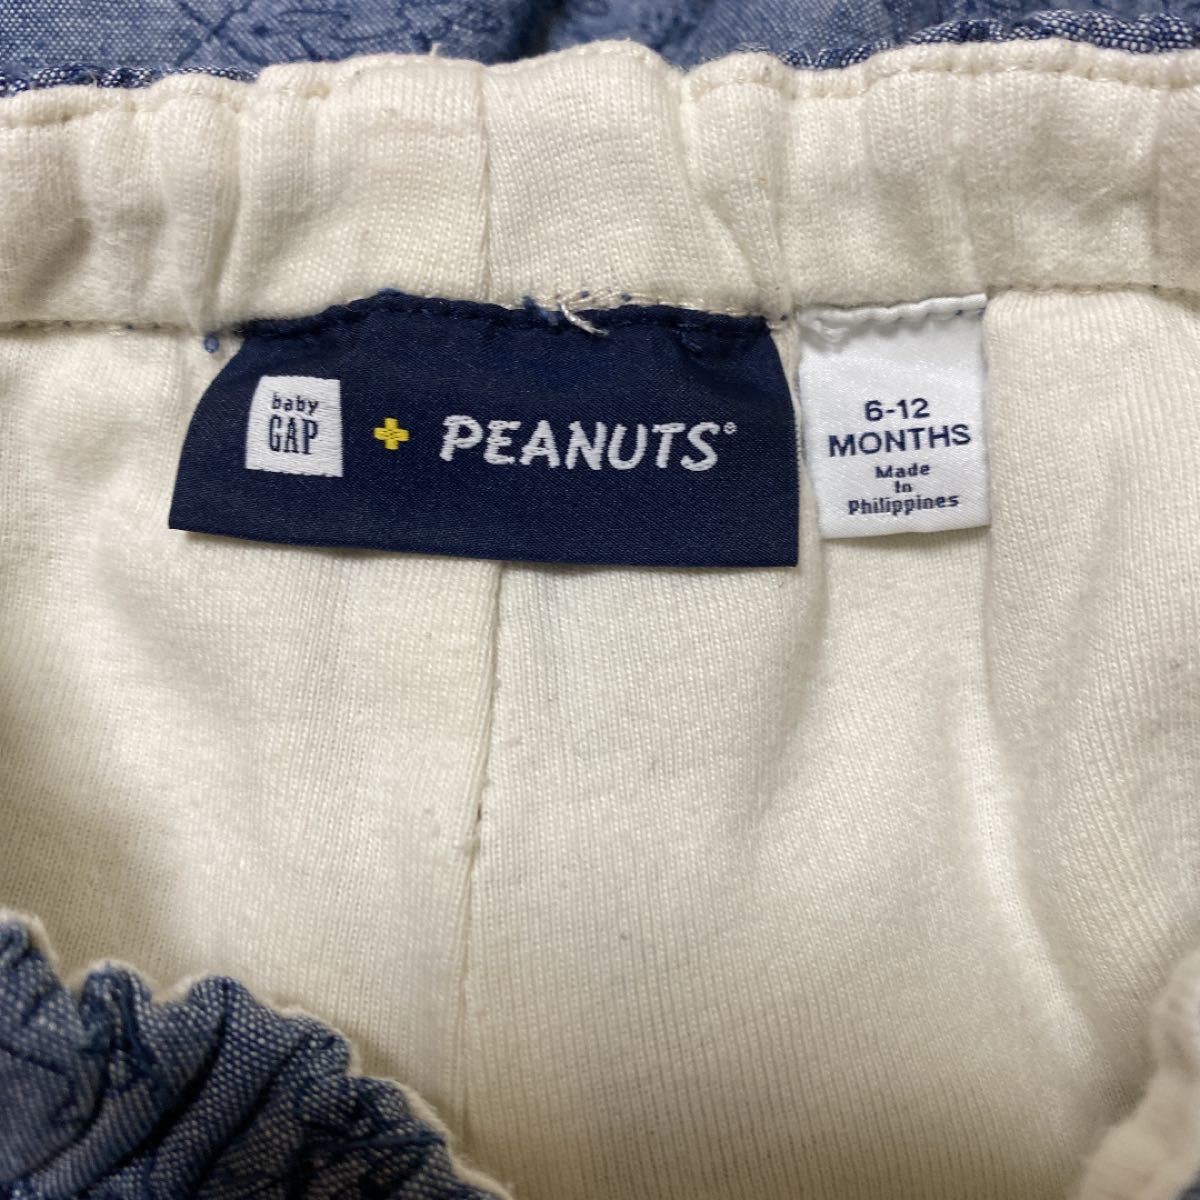 baby
GAP
+ PEANUTS®
6-12
MONTHS
Made
In
Philippines